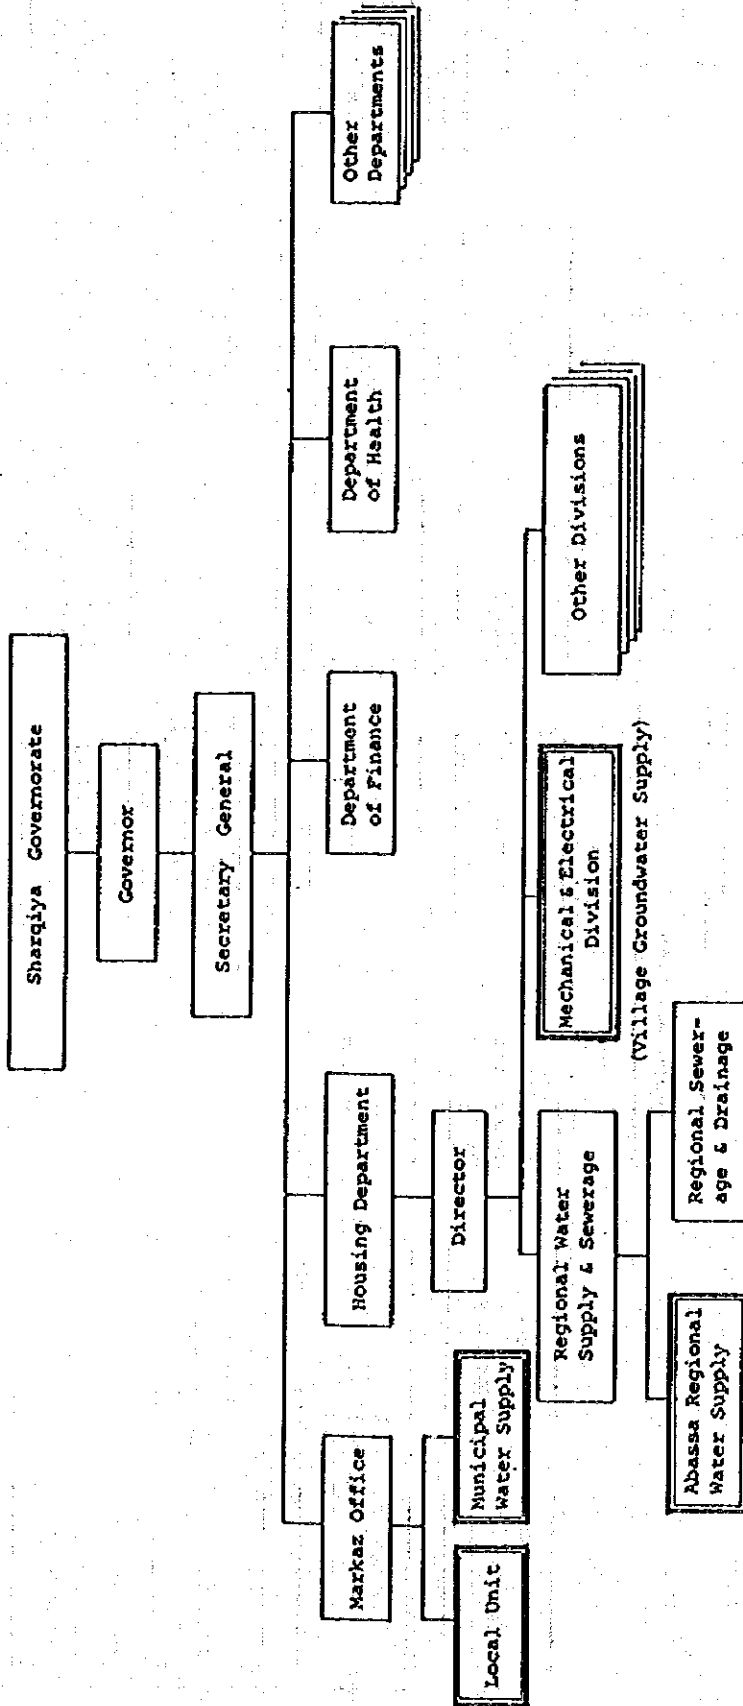 Sharqiya Governorate
Governor
Secretary General
Markaz Office
Housing Department
Department
of Finance
Department
of Health
Other
Departments
Local Unit
Municipal
Water Supply
Director
Regional Water
Supply & Sewerage
Mechanical & Electrical
Division
(Village Groundwater Supply)
Other Divisions
Abassa Regional
Water Supply
Regional Sewer-
age & Drainage